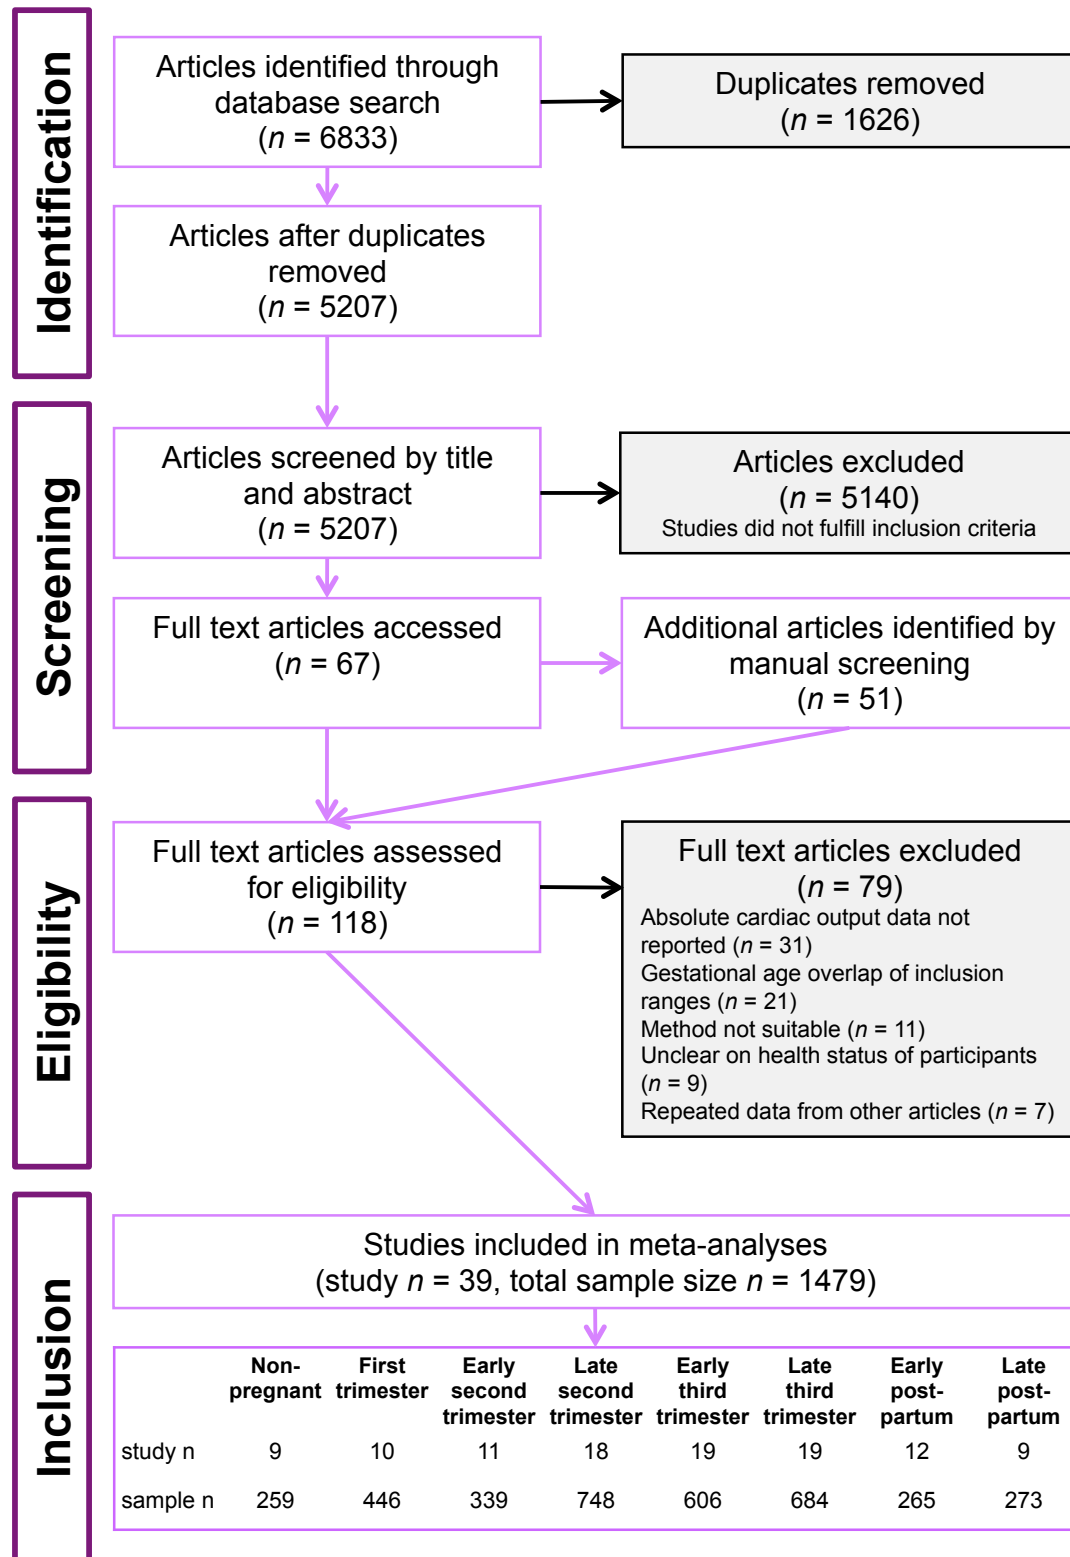 Identification
Articles identified through
database search
(n = 6833)
Duplicates removed
(n = 1626)
Articles after duplicates
removed
(n = 5207)
Screening
Articles screened by title
and abstract
(n = 5207)
Articles excluded
(n = 5140)
Studies did not fulfill inclusion criteria
Full text articles accessed
(n = 67)
Additional articles identified by
manual screening
(n = 51)
Eligibility
Full text articles assessed
for eligibility
(n = 118)
Full text articles excluded
(n = 79)
Absolute cardiac output data not
reported (n = 31)
Gestational age overlap of inclusion
ranges (n = 21)
Method not suitable (n = 11)
Unclear on health status of participants
(n = 9)
Repeated data from other articles (n = 7)
Inclusion
Studies included in meta-analyses
(study n = 39, total sample size n = 1479)
Non- First Early Late Early Late Early Late
pregnant trimester second second third third post- post-
trimester trimester trimester trimester partum partum
study n 9 10 11 18 19 19 12 9
sample n 259 446 339 748 606 684 265 273